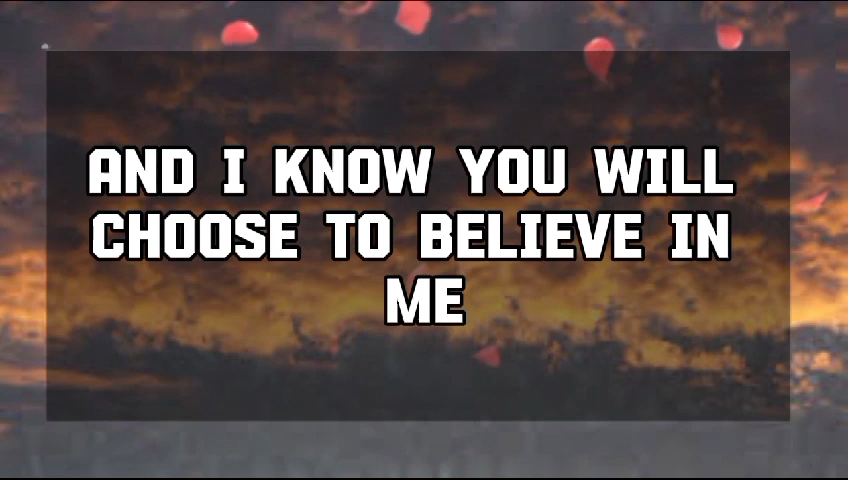 AND I KNOW YOU WILL
CHOOSE TO BELIEVE IN
ME